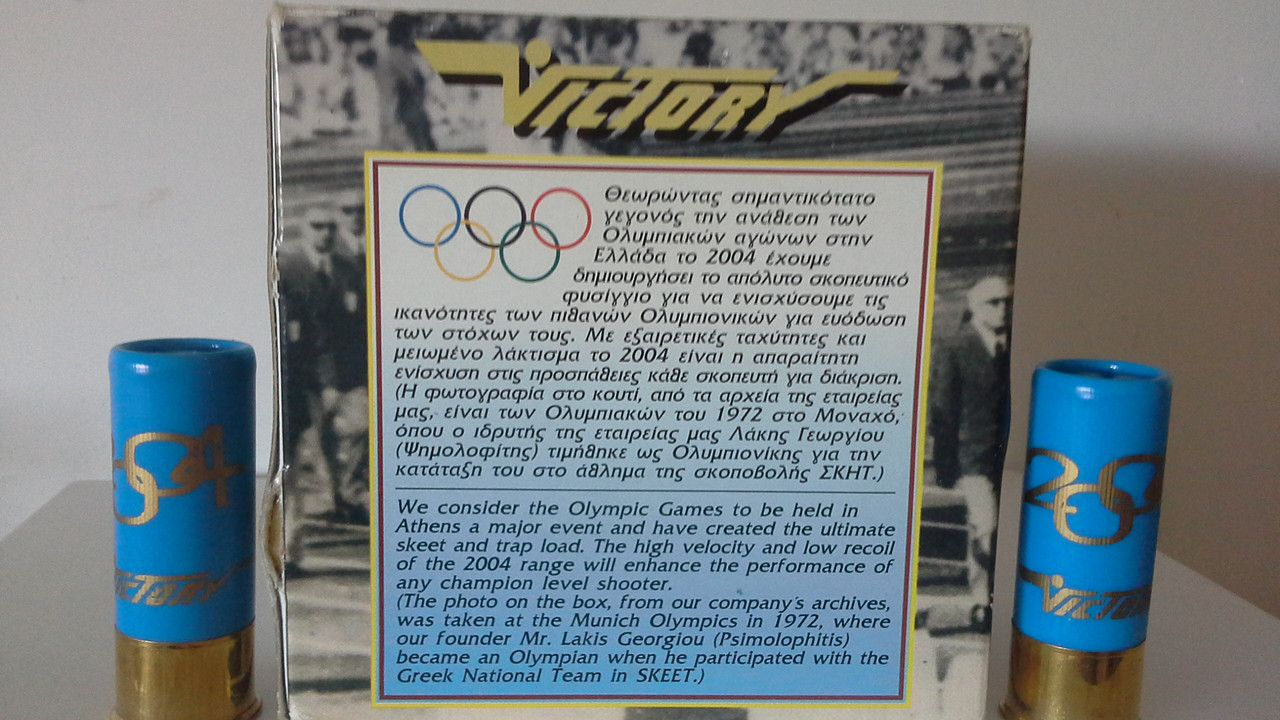 VICTORY
Θεωρώντας σημαντικότατο
γεγονός την ανάθεση των
Ολυμπιακών αγώνων στην
Ελλάδα το 2004 έχουμε
δημιουργήσει το απόλυτο σκοπευτικό
φυσίγγιο για να ενισχύσουμε τις
ικανότητες των πιθανών Ολυμπιονικών για ευόδωση
των στόχων τους. Με εξαιρετικές ταχύτητες και
μειωμένο λάκτισμα το 2004 είναι η απαραίτητη
ενίσχυση στις προσπάθειες κάθε σκοπευτή για διάκριση.
(Η φωτογραφία στο κουτί, από τα αρχεία της εταιρείας
μας, είναι των Ολυμπιακών του 1972 στο Μοναχό,
όπου ο ιδρυτής της εταιρείας μας Λάκης Γεωργίου
(Ψημολοφίτης) τιμήθηκε ως Ολυμπιονίκης για την
κατάταξη του στο άθλημα της σκοποβολής ΣΚΗΤ.)
We consider the Olympic Games to be held in
Athens a major event and have created the ultimate
skeet and trap load. The high velocity and low recoil
of the 2004 range will enhance the performance of
any champion level shooter.
(The photo on the box, from our company's archives,
was taken at the Munich Olympics in 1972, where
our founder Mr. Lakis Georgiou (Psimolophitis)
became an Olympian when he participated with the
Greek National Team in SKEET.)
VICTORY
200
VICTORY